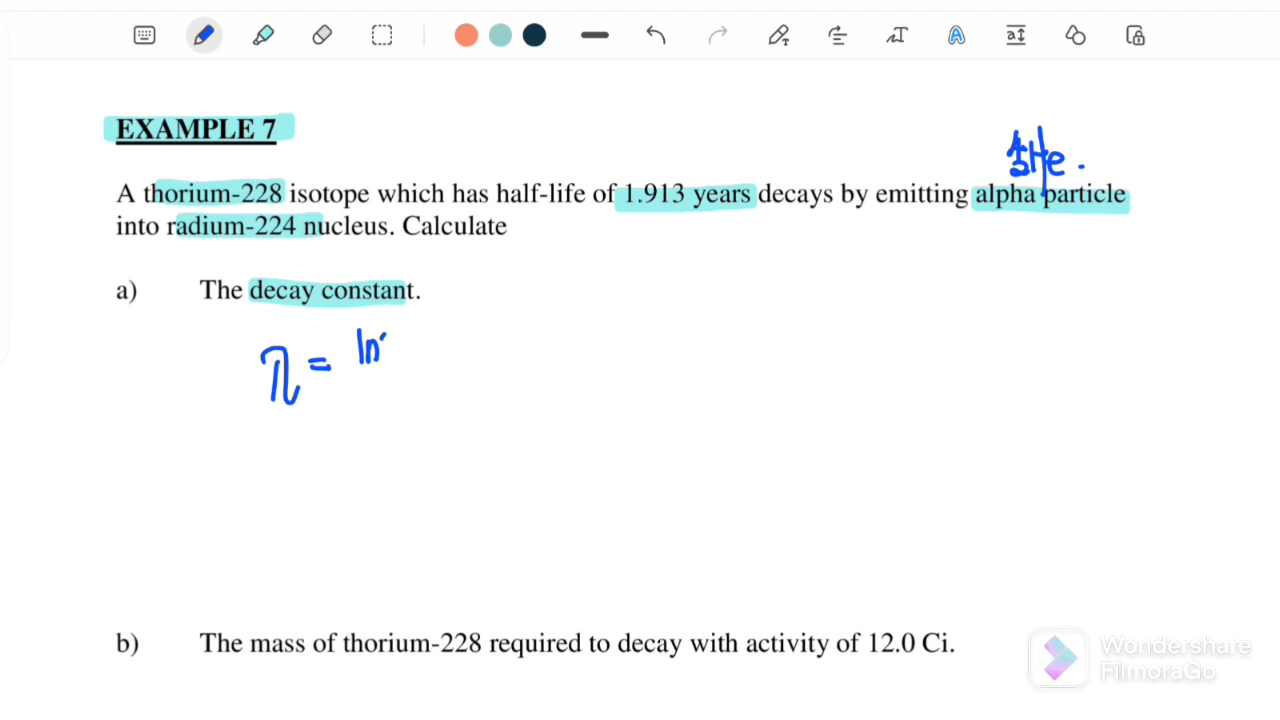 EXAMPLE 7
He.
A thorium-228 isotope which has half-life of 1.913 years decays by emitting alpha particle
into radium-224 nucleus. Calculate
a) The decay constant.
λ = ln
b) The mass of thorium-228 required to decay with activity of 12.0 Ci.
Wondershare
FilmoraGo